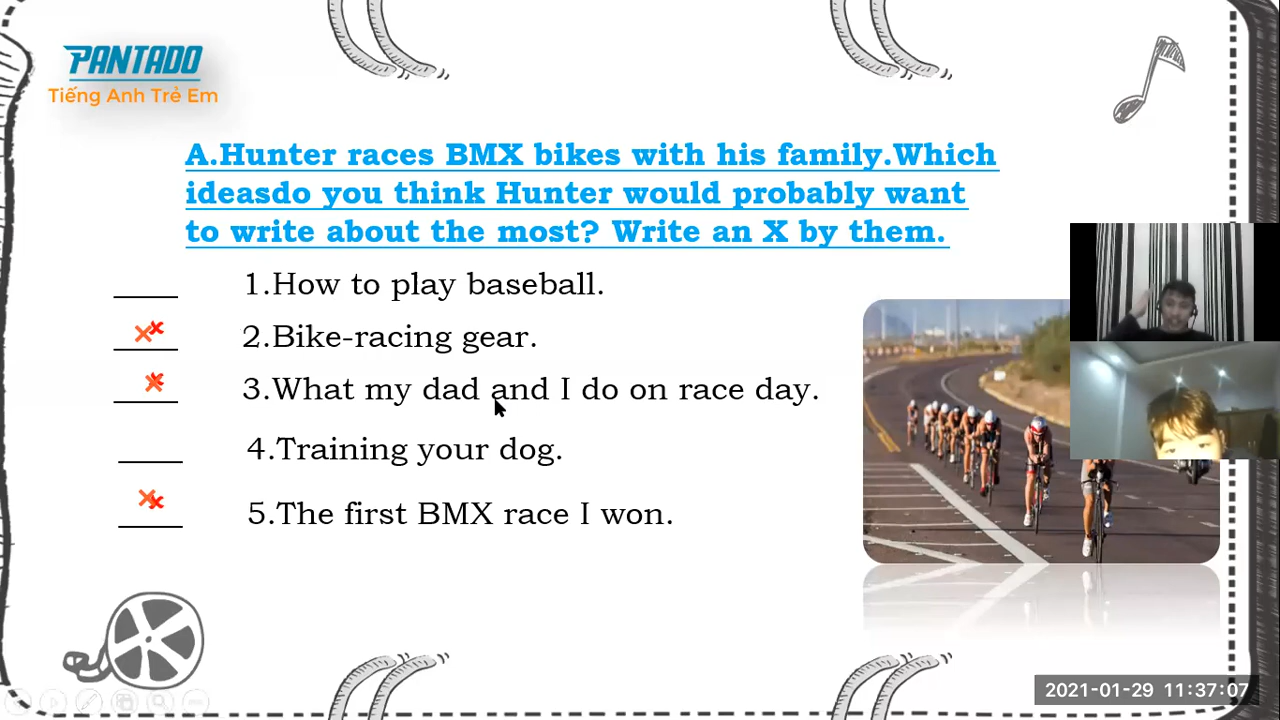 PANTADO
Tiếng Anh Trẻ Em
A.Hunter races BMX bikes with his family.Which
ideasdo you think Hunter would probably want
to write about the most? Write an X by them.
1.How to play baseball.
2.Bike-racing gear.
3.What my dad and I do on race day.
4.Training your dog.
5.The first BMX race I won.
2021-01-29 11:37:07